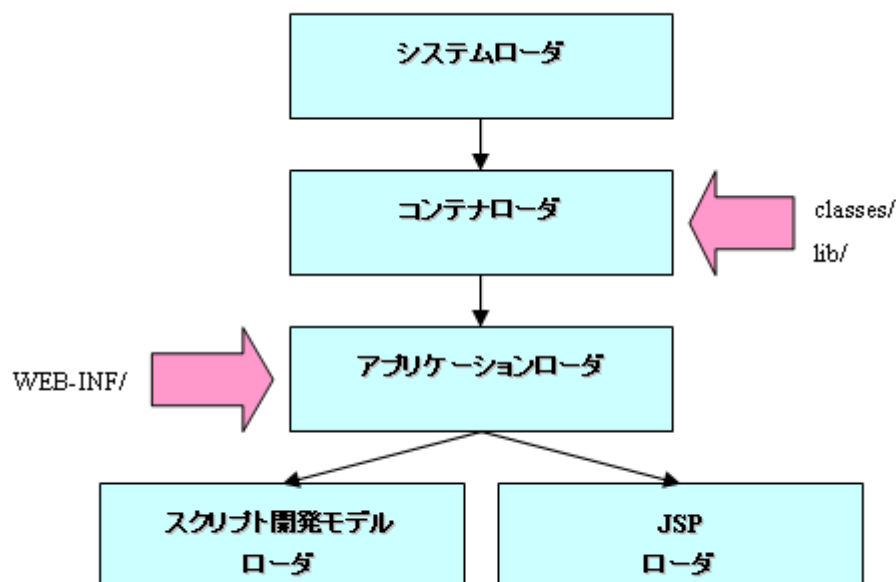 システムローダ
コンテナローダ
classes/
lib/
アプリケーションローダ
WEB-INF/
スクリプト開発モデル
ローダ
JSP
ローダ